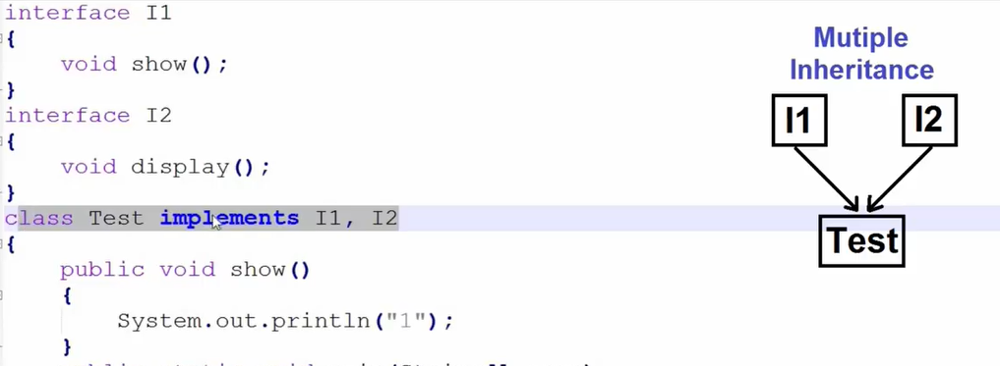 interface I1
{
void show();
}
interface I2
{
void display();
}
class Test implements I1, I2
{
public void show()
{
System.out.println("1");
}
Mutiple
Inheritance
I1
I2
Test